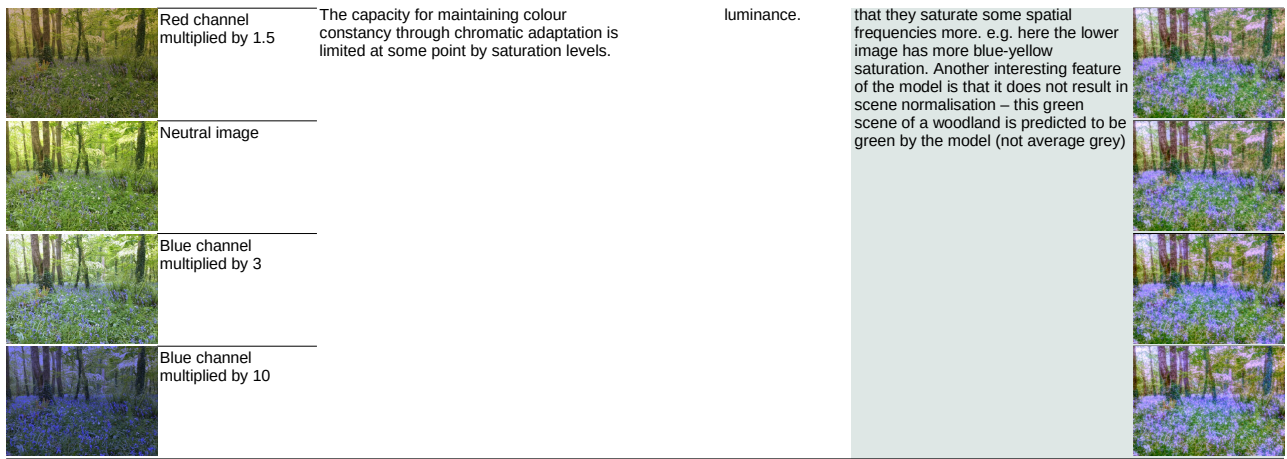 Red channel
multiplied by 1.5
Neutral image
Blue channel
multiplied by 3
Blue channel
multiplied by 10
The capacity for maintaining colour
constancy through chromatic adaptation is
limited at some point by saturation levels.
luminance.
that they saturate some spatial
frequencies more. e.g. here the lower
image has more blue-yellow
saturation. Another interesting feature
of the model is that it does not result in
scene normalisation – this green
scene of a woodland is predicted to be
green by the model (not average grey)